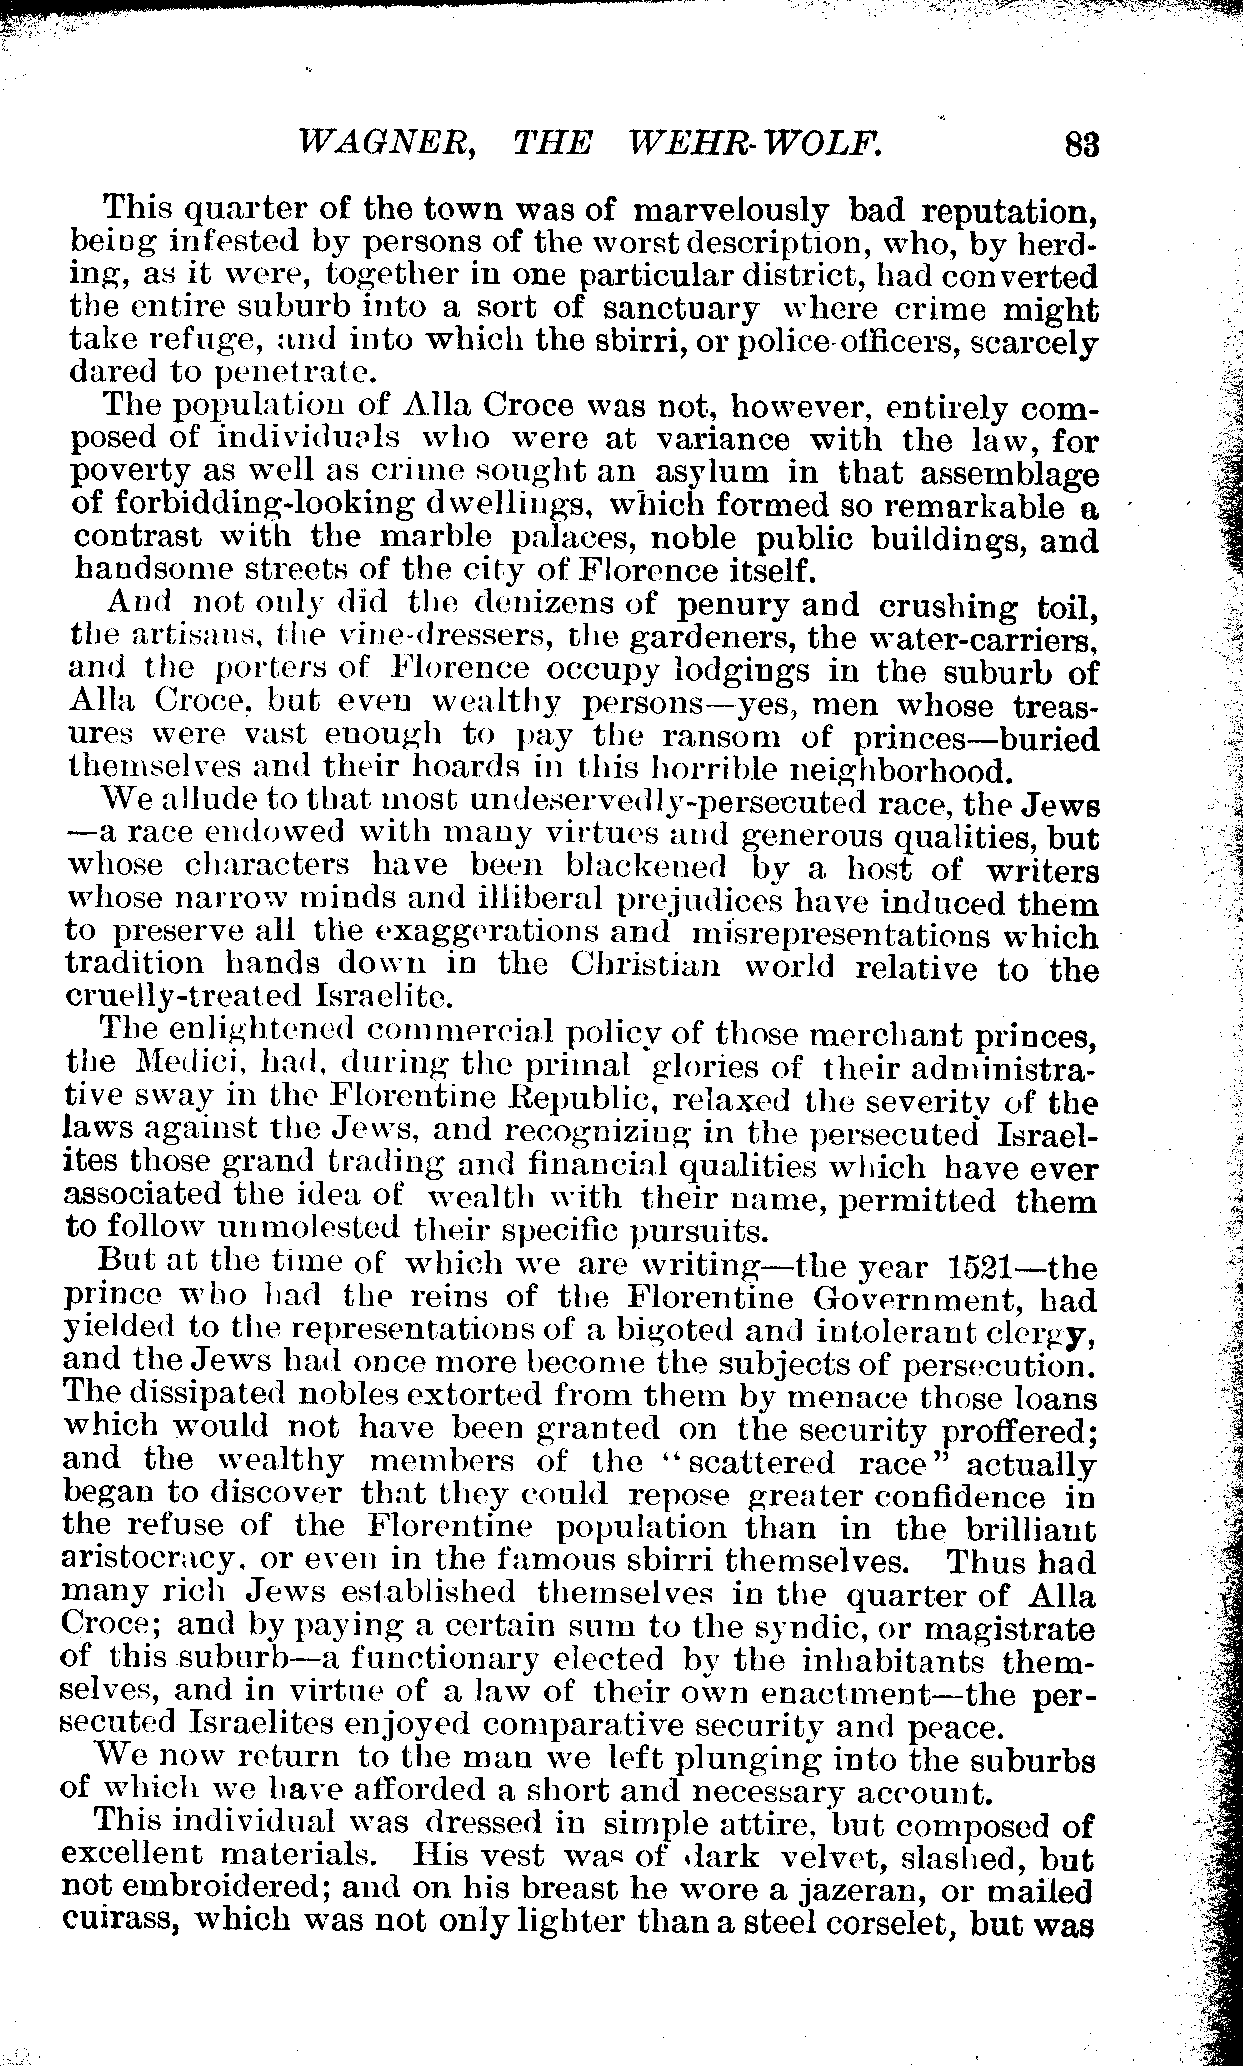 WAGNER, THE WEHR-WOLF. 83
This quarter of the town was of marvelously bad reputation,
being infested by persons of the worst description, who, by herd-
ing, as it were, together in one particular district, had converted
the entire suburb into a sort of sanctuary where crime might
take refuge, and into which the sbirri, or police-officers, scarcely
dared to penetrate.
The population of Alla Croce was not, however, entirely com-
posed of individuals who were at variance with the law, for
poverty as well as crime sought an asylum in that assemblage
of forbidding-looking dwellings, which formed so remarkable a
contrast with the marble palaces, noble public buildings, and
handsome streets of the city of Florence itself.
And not only did the denizens of penury and crushing toil,
the artisans, the vine-dressers, the gardeners, the water-carriers,
and the porters of Florence occupy lodgings in the suburb of
Alla Croce, but even wealthy persons—yes, men whose treas-
ures were vast enough to pay the ransom of princes—buried
themselves and their hoards in this horrible neighborhood.
We allude to that most undeservedly-persecuted race, the Jews
—a race endowed with many virtues and generous qualities, but
whose characters have been blackened by a host of writers
whose narrow minds and illiberal prejudices have induced them
to preserve all the exaggerations and misrepresentations which
tradition hands down in the Christian world relative to the
cruelly-treated Israelite.
The enlightened commercial policy of those merchant princes,
the Medici, had, during the primal glories of their administra-
tive sway in the Florentine Republic, relaxed the severity of the
laws against the Jews, and recognizing in the persecuted Israel-
ites those grand trading and financial qualities which have ever
associated the idea of wealth with their name, permitted them
to follow unmolested their specific pursuits.
But at the time of which we are writing—the year 1521—the
prince who had the reins of the Florentine Government, had
yielded to the representations of a bigoted and intolerant clergy,
and the Jews had once more become the subjects of persecution.
The dissipated nobles extorted from them by menace those loans
which would not have been granted on the security proffered;
and the wealthy members of the "scattered race" actually
began to discover that they could repose greater confidence in
the refuse of the Florentine population than in the brilliant
aristocracy, or even in the famous sbirri themselves. Thus had
many rich Jews established themselves in the quarter of Alla
Croce; and by paying a certain sum to the syndic, or magistrate
of this suburb—a functionary elected by the inhabitants them-
selves, and in virtue of a law of their own enactment—the per-
secuted Israelites enjoyed comparative security and peace.
We now return to the man we left plunging into the suburbs
of which we have afforded a short and necessary account.
This individual was dressed in simple attire, but composed of
excellent materials. His vest was of dark velvet, slashed, but
not embroidered; and on his breast he wore a jazeran, or mailed
cuirass, which was not only lighter than a steel corselet, but was